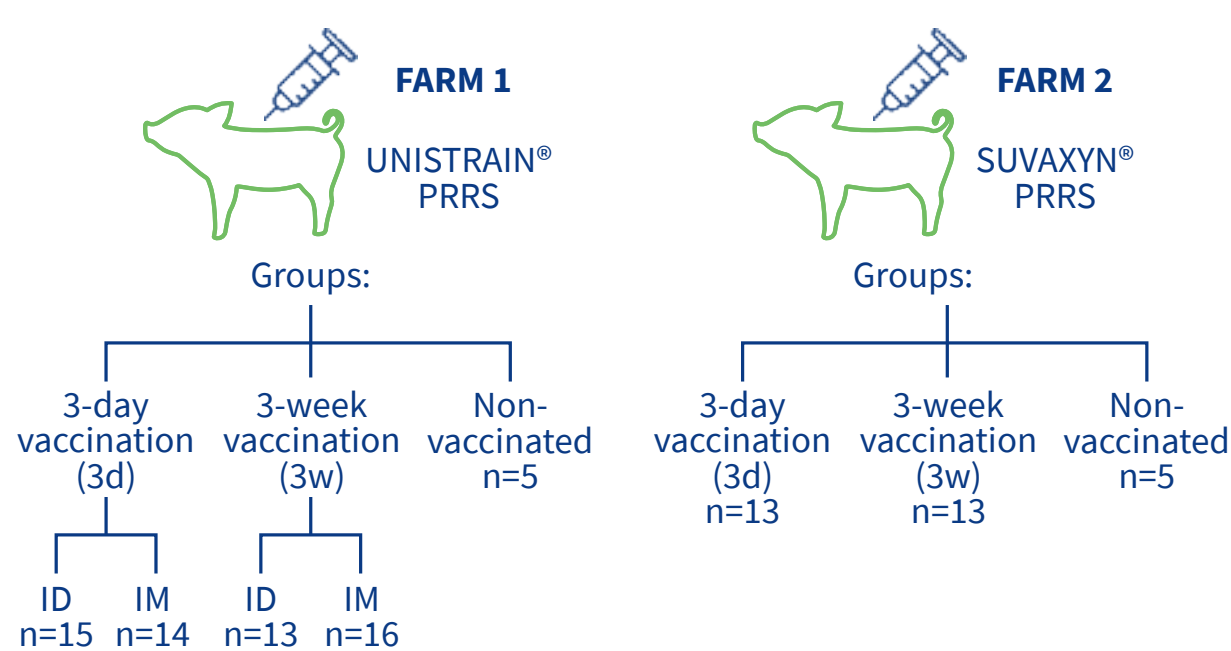 FARM 1
UNISTRAIN®
PRRS
Groups:
3-day
vaccination
(3d)
3-week
vaccination
(3w)
Non-
vaccinated
n=5
ID
n=15
IM
n=14
ID
n=13
IM
n=16
FARM 2
SUVAXYN®
PRRS
Groups:
3-day
vaccination
(3d)
n=13
3-week
vaccination
(3w)
n=13
Non-
vaccinated
n=5